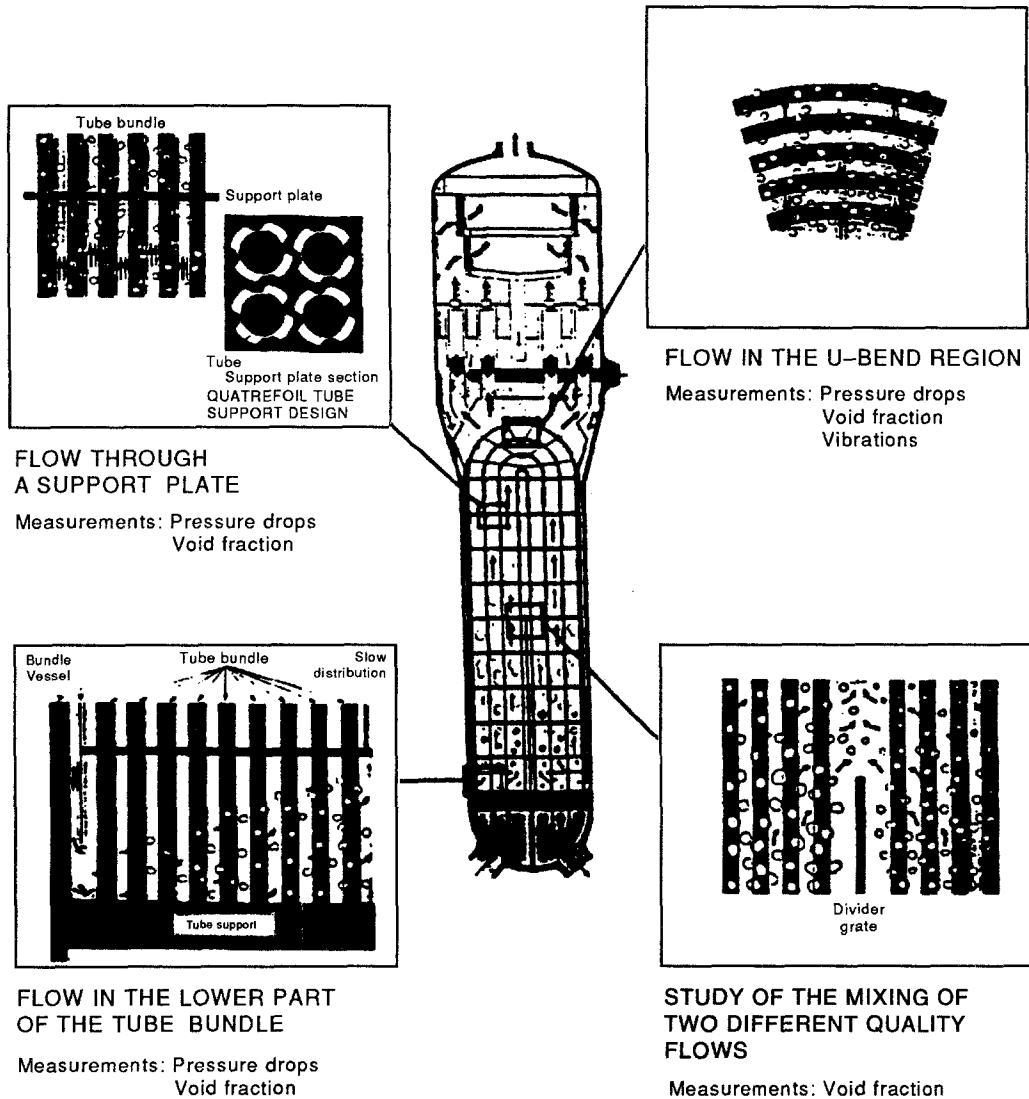 Tube bundle
Support plate
Tube
Support plate section
QUATREFOIL TUBE
SUPPORT DESIGN
FLOW THROUGH
A SUPPORT PLATE
Measurements: Pressure drops
Void fraction
FLOW IN THE U-BEND REGION
Measurements: Pressure drops
Void fraction
Vibrations
Bundle
Vessel
Tube bundle
Slow
distribution
Tube support
FLOW IN THE LOWER PART
OF THE TUBE BUNDLE
Measurements: Pressure drops
Void fraction
Divider
grate
STUDY OF THE MIXING OF
TWO DIFFERENT QUALITY
FLOWS
Measurements: Void fraction